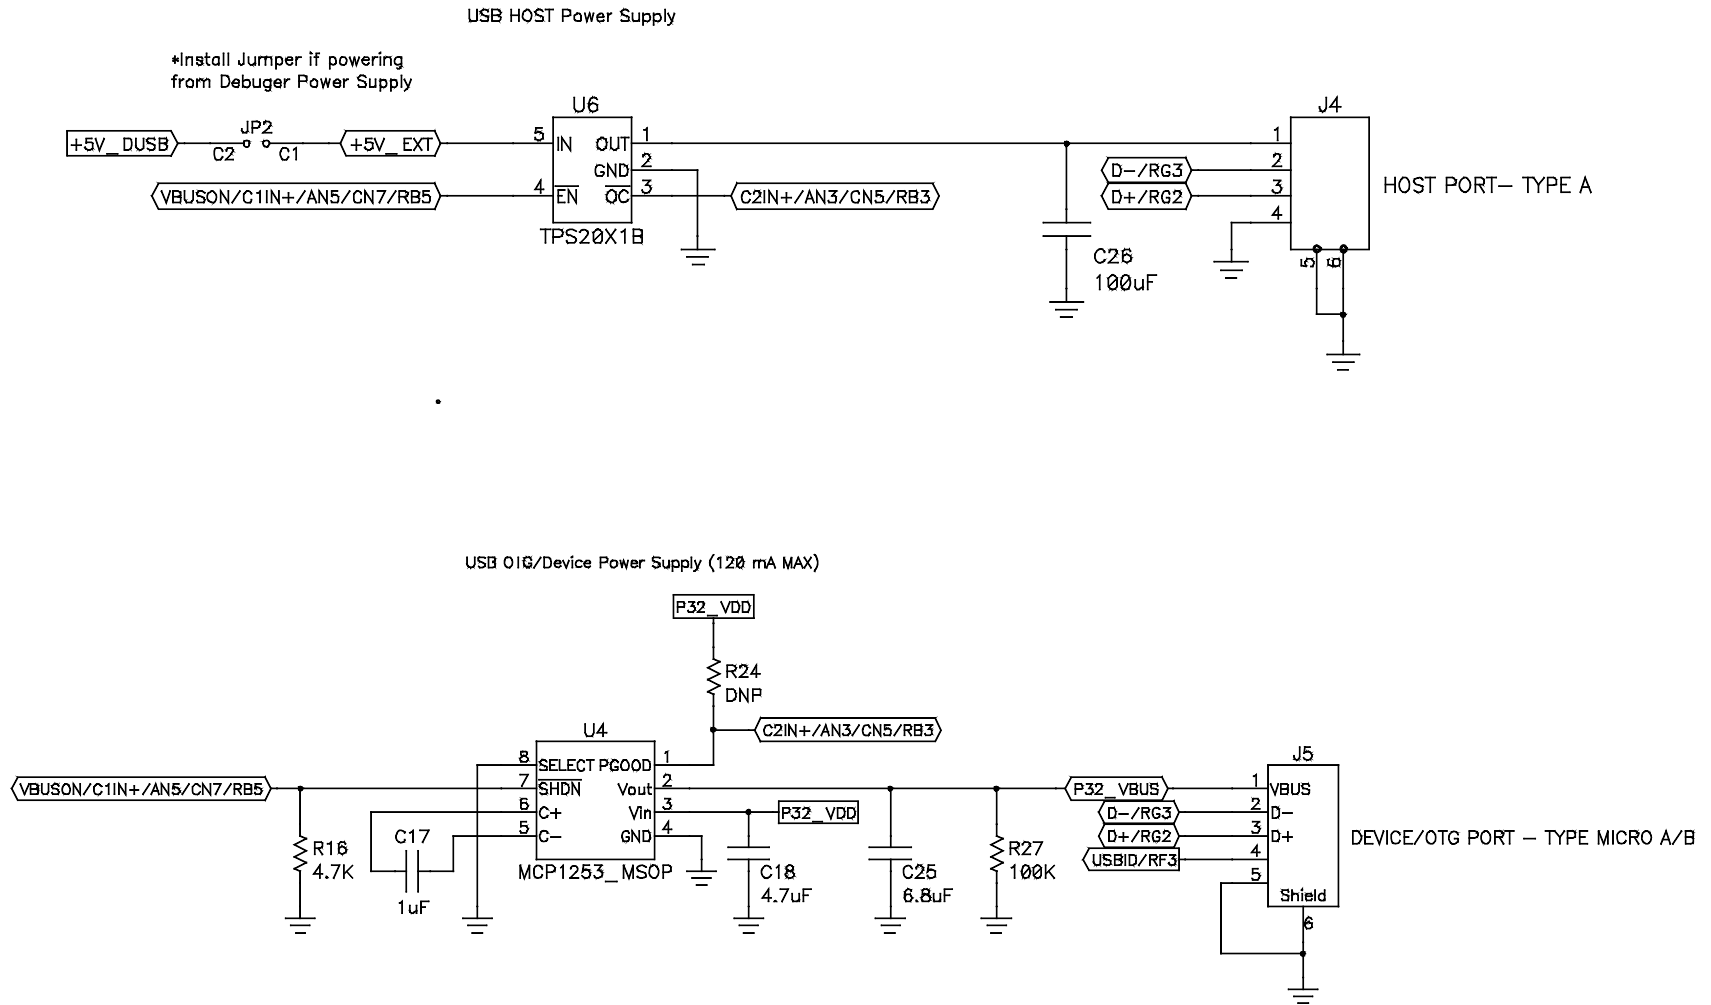 USB HOST Power Supply
*Install Jumper if powering
from Debuger Power Supply
+5V_DUSB
JP2
C2
C1
+5V_EXT
VBUSON/C1IN+/AN5/CN7/RB5
U6
5 IN OUT 1
GND 2
4 EN OC 3
TPS20X1B
C2IN+/AN3/CN5/RB3
C26
100uF
J4
1
D-/RG3 2
D+/RG2 3
4
5 6
HOST PORT- TYPE A
USB OIG/Device Power Supply (120 mA MAX)
P32_VDD
R24
DNP
C2IN+/AN3/CN5/RB3
U4
8 SELECT PGOOD 1
VBUSON/C1IN+/AN5/CN7/RB5
7 SHDN Vout 2
6 C+ Vin 3
5 C- GND 4
MCP1253_MSOP
P32_VDD
R16
4.7K
C17
1uF
C18
4.7uF
C25
6.8uF
R27
100K
J5
P32_VBUS 1 VBUS
D-/RG3 2 D-
D+/RG2 3 D+
USBID/RF3 4
5
Shield
6
DEVICE/OTG PORT - TYPE MICRO A/B